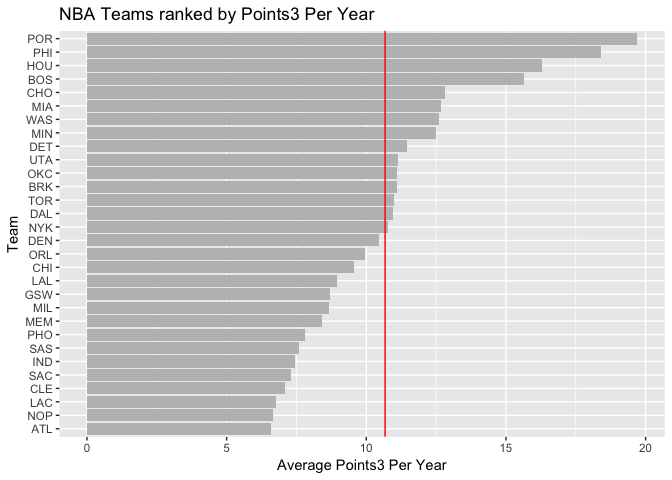 NBA Teams ranked by Points3 Per Year
POR
PHI
HOU
BOS
CHO
MIA
WAS
MIN
DET
UTA
OKC
BRK
TOR
DAL
NYK
DEN
ORL
CHI
LAL
GSW
MIL
MEM
PHO
SAS
IND
SAC
CLE
LAC
NOP
ATL
Team
0 5 10 15 20
Average Points3 Per Year